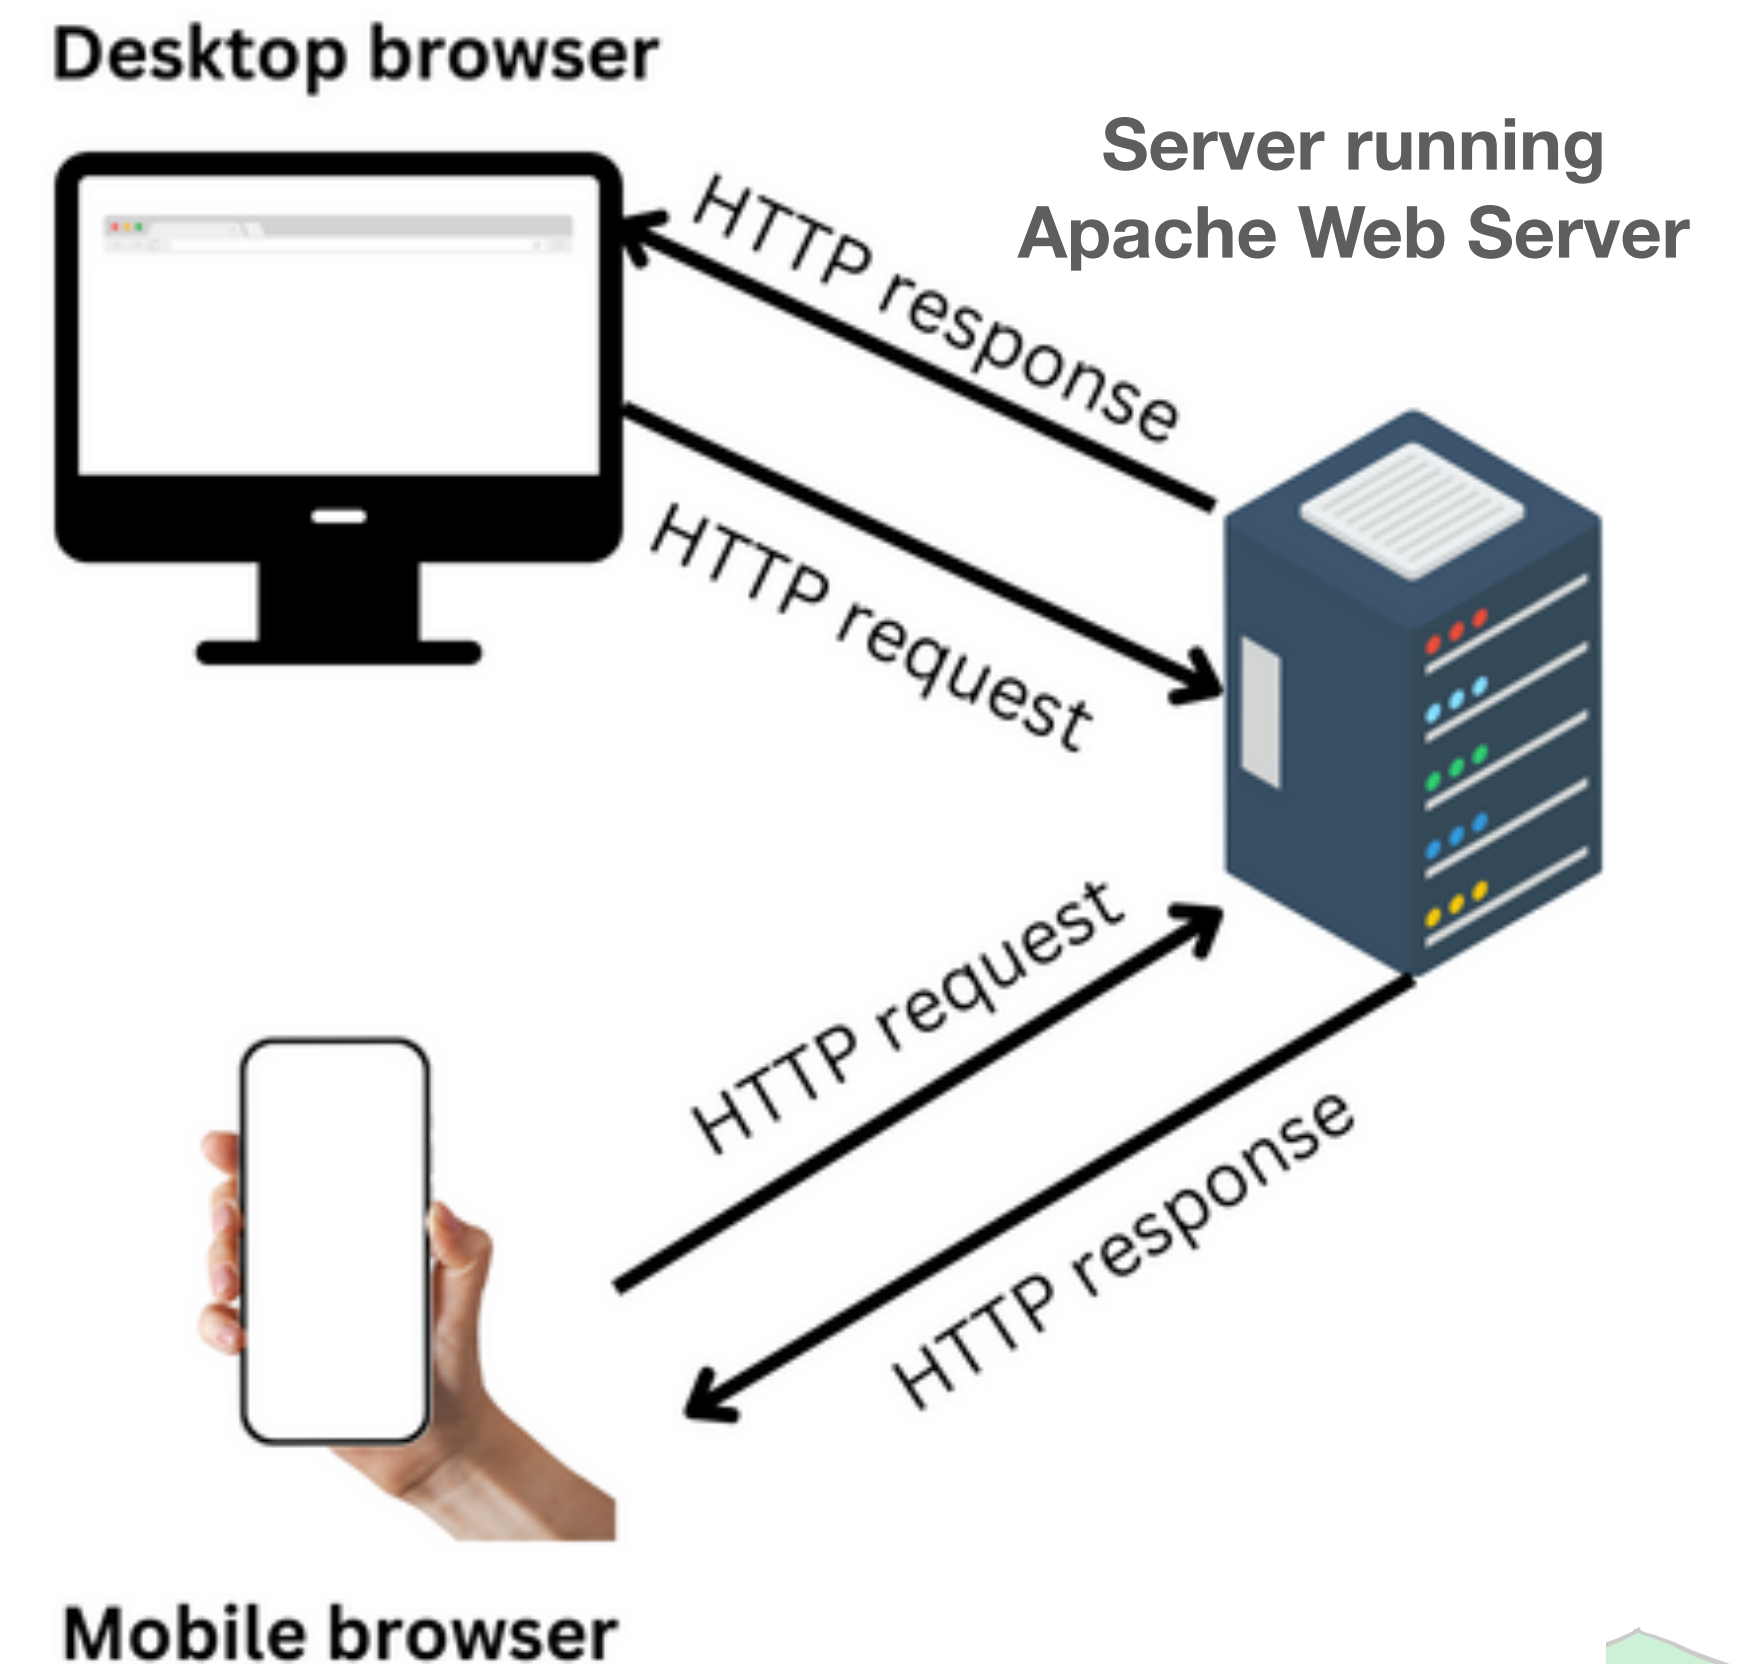 Desktop browser
Server running
Apache Web Server
HTTP response
HTTP request
HTTP request
HTTP response
Mobile browser